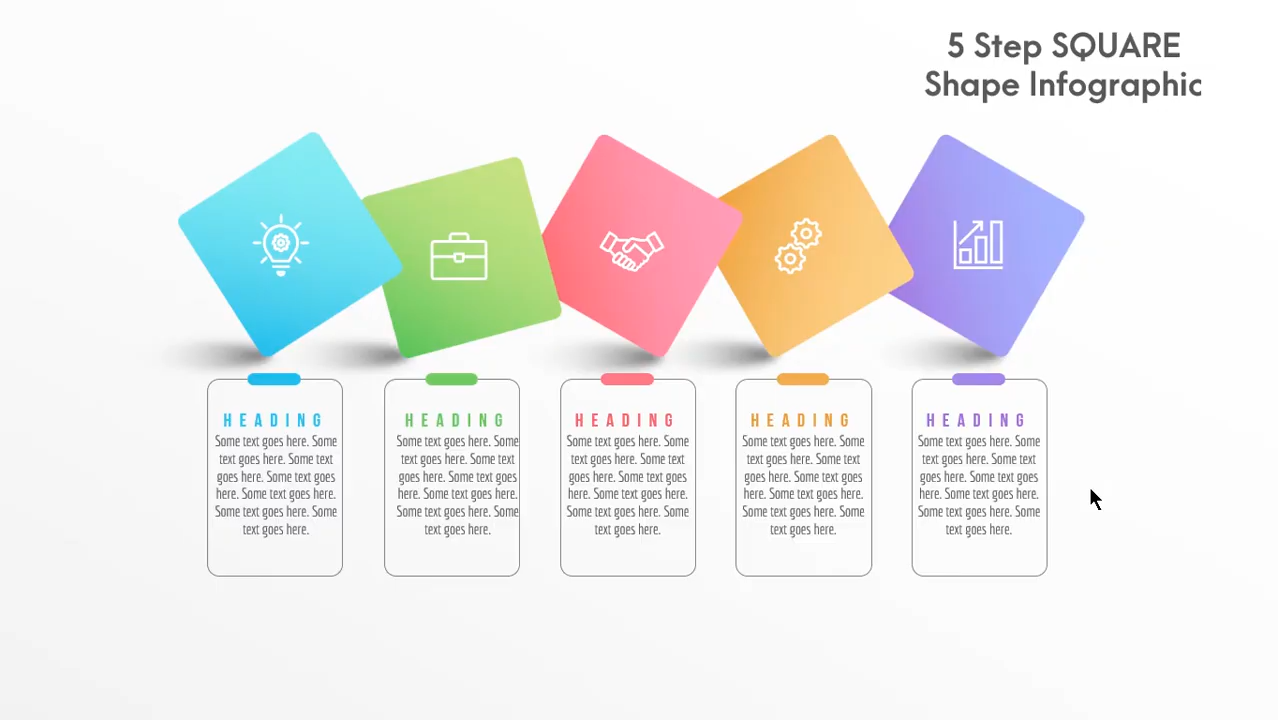 5 Step SQUARE
Shape Infographic
HEADING
Some text goes here. Some
text goes here. Some text
goes here. Some text goes
here. Some text goes here.
Some text goes here. Some
text goes here.
HEADING
Some text goes here. Some
text goes here. Some text
goes here. Some text goes
here. Some text goes here.
Some text goes here. Some
text goes here.
HEADING
Some text goes here. Some
text goes here. Some text
goes here. Some text goes
here. Some text goes here.
Some text goes here. Some
text goes here.
HEADING
Some text goes here. Some
text goes here. Some text
goes here. Some text goes
here. Some text goes here.
Some text goes here. Some
text goes here.
HEADING
Some text goes here. Some
text goes here. Some text
goes here. Some text goes
here. Some text goes here.
Some text goes here. Some
text goes here.